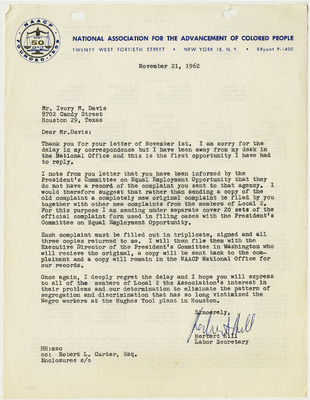 NAACP
50
FOUNDED 1909
NATIONAL ASSOCIATION FOR THE ADVANCEMENT OF COLORED PEOPLE
TWENTY WEST FORTIETH STREET • NEW YORK 18, N. Y. • BRyant 9-1400
November 21, 1962
Mr. Ivory M. Davis
8702 Candy Street
Houston 29, Texas
Dear Mr.Davis:
Thank you for your letter of November 1st. I am sorry for the
delay in my correspondence but I have been away from my desk in
the National Office and this is the first opportunity I have had
to reply.
I note from you letter that you have been informed by the
President's Committee on Equal Employment Opportunity that they
do not have a record of the complaint you sent to that agency. I
would therefore suggest that rather than sending a copy of the
old complaint a completely new original complaint be filed by you
together with other new complaints from the members of Local 2.
For this purpose I am sending under separate cover 20 sets of the
official complaint form used in filing cases with the President's
Committee on Equal Employment Opportunity.
Each complaint must be filled out in triplicate, signed and all
three copies returned to me. I will then file them with the
Executive Director of the President's Committee in Washington who
will recieve the original, a copy will be sent back to the com-
plainant and a copy will remain in the NAACP National Office for
our records.
Once again, I deeply regret the delay and I hope you will express
to all of the members of Local 2 the Association's interest in
their problem and our determination to eliminate the pattern of
segregation and discrimination that has so long victimized the
Negro workers at the Hughes Tool plant in Houston.
Sincerely,
Herbert Hill
Herbert Hill
Labor Secretary
HH:mso
cc: Robert L. Carter, Esq.
Enclosures s/c